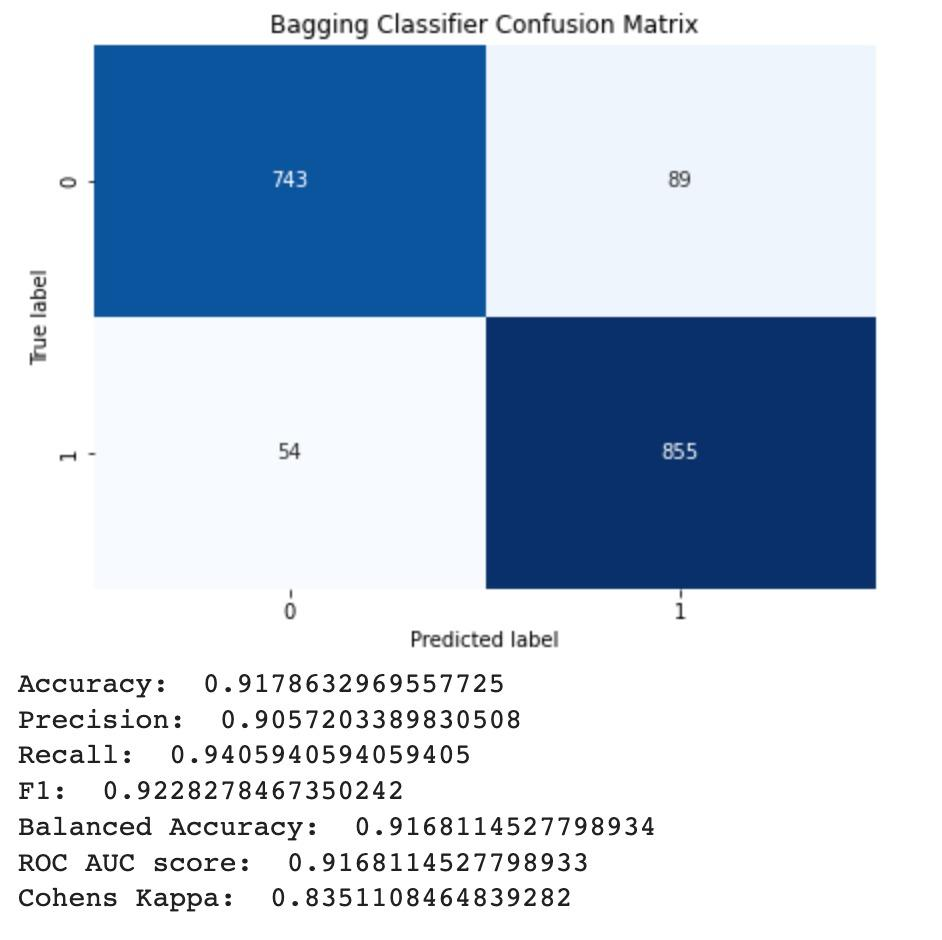 Bagging Classifier Confusion Matrix
0
743
89
True label
1
54
855
0
1
Predicted label
Accuracy:  0.9178632969557725
Precision:  0.9057203389830508
Recall:  0.9405940594059405
F1:  0.9228278467350242
Balanced Accuracy:  0.9168114527798934
ROC AUC score:  0.9168114527798933
Cohens Kappa:  0.8351108464839282